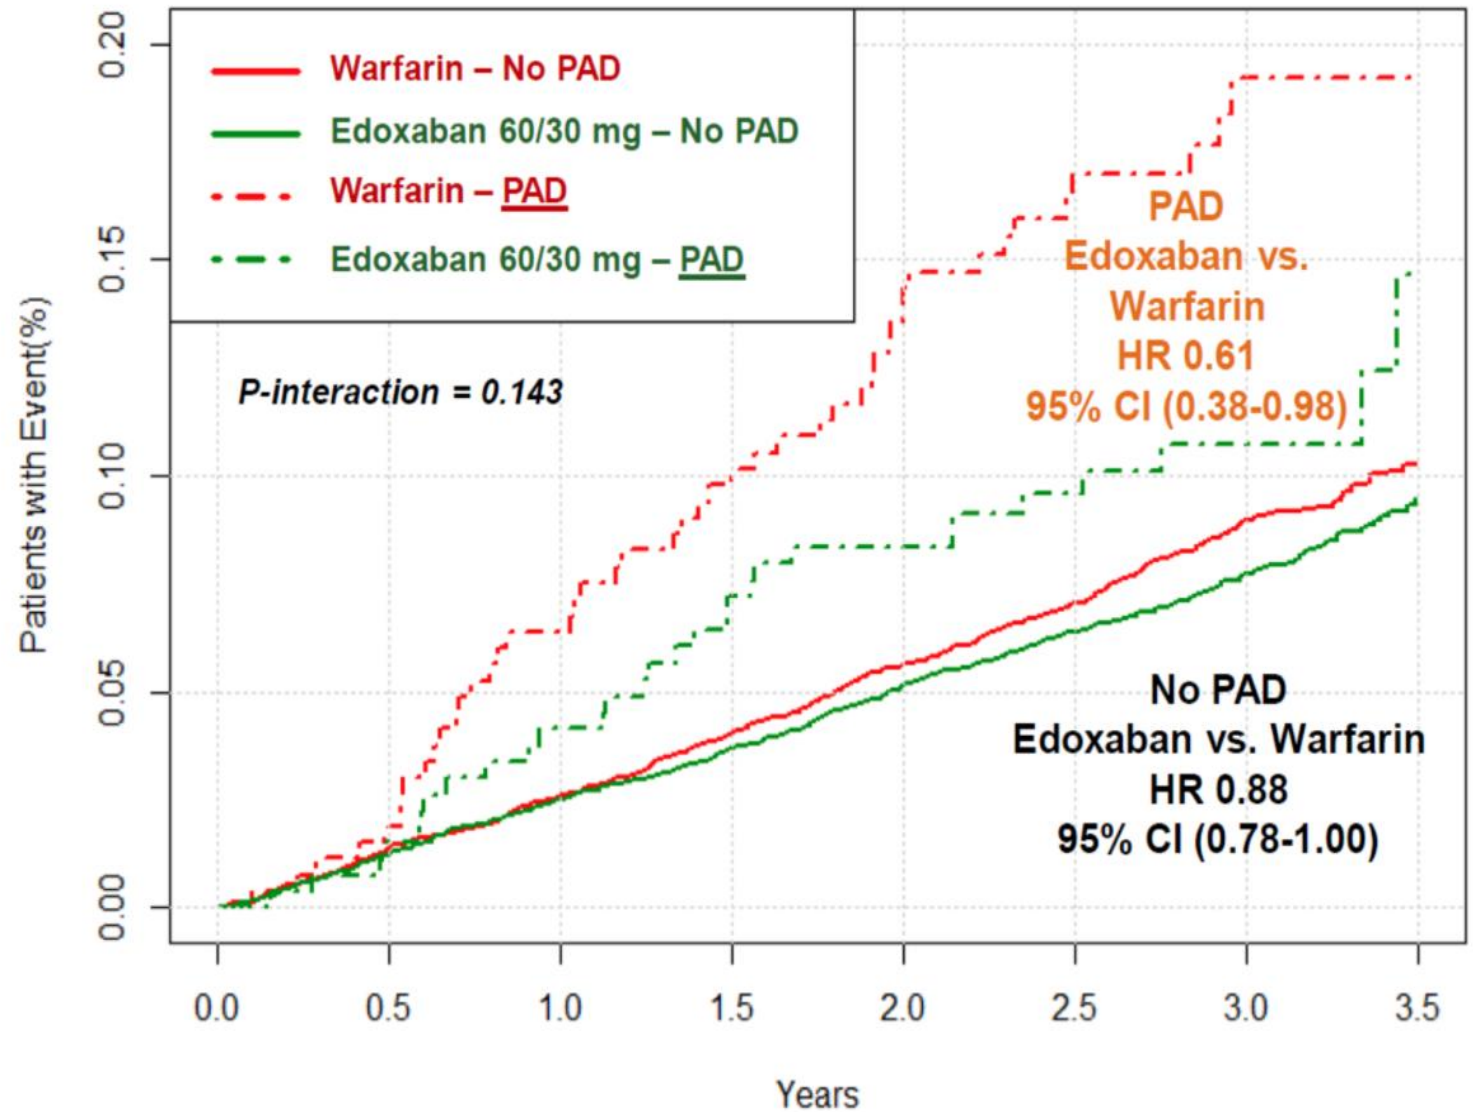 Warfarin – No PAD
Edoxaban 60/30 mg – No PAD
Warfarin – PAD
Edoxaban 60/30 mg – PAD
P-interaction = 0.143
PAD
Edoxaban vs.
Warfarin
HR 0.61
95% CI (0.38-0.98)
No PAD
Edoxaban vs. Warfarin
HR 0.88
95% CI (0.78-1.00)
Patients with Event(%)
0.20
0.15
0.10
0.05
0.00
0.0 0.5 1.0 1.5 2.0 2.5 3.0 3.5
Years